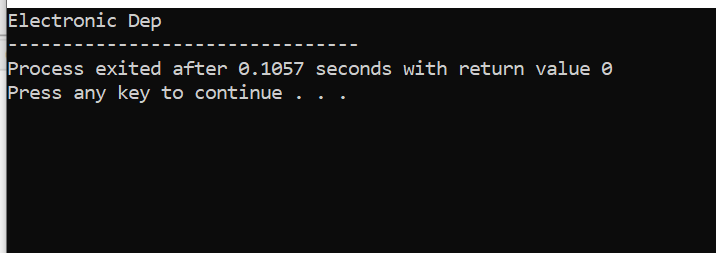 Electronic Dep
--------------------------------
Process exited after 0.1057 seconds with return value 0
Press any key to continue . . .